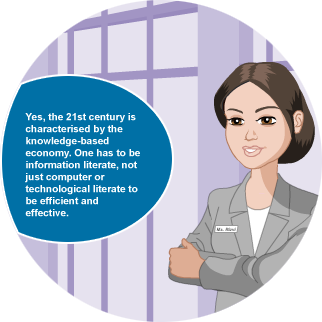 Yes, the 21st century is
characterised by the
knowledge-based
economy. One has to be
information literate, not
just computer or
technological literate to
be efficient and
effective.
Ms.